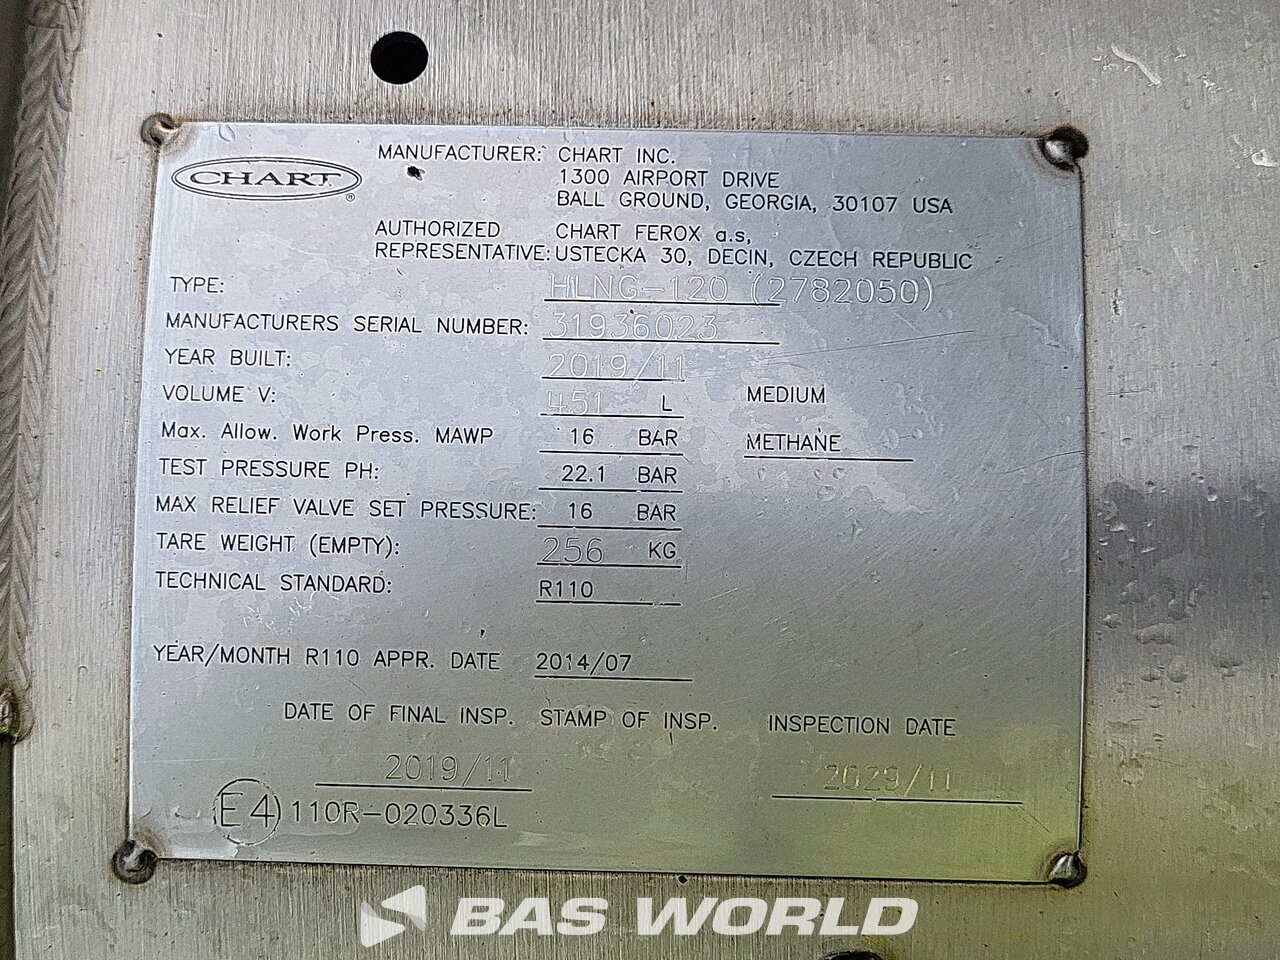 CHART®
MANUFACTURER: CHART INC.
1300 AIRPORT DRIVE
BALL GROUND, GEORGIA, 30107 USA
AUTHORIZED CHART FEROX a.s,
REPRESENTATIVE: USTECKA 30, DECIN, CZECH REPUBLIC
TYPE: HLNG-120 (2782050)
MANUFACTURERS SERIAL NUMBER: 31936023
YEAR BUILT: 2019/11
VOLUME V: 451 L MEDIUM
Max. Allow. Work Press. MAWP 16 BAR METHANE
TEST PRESSURE PH: 22.1 BAR
MAX RELIEF VALVE SET PRESSURE: 16 BAR
TARE WEIGHT (EMPTY): 256 KG
TECHNICAL STANDARD: R110
YEAR/MONTH R110 APPR. DATE 2014/07
DATE OF FINAL INSP. STAMP OF INSP. INSPECTION DATE
2019/11 2029/11
E4 110R-020336L
BAS WORLD